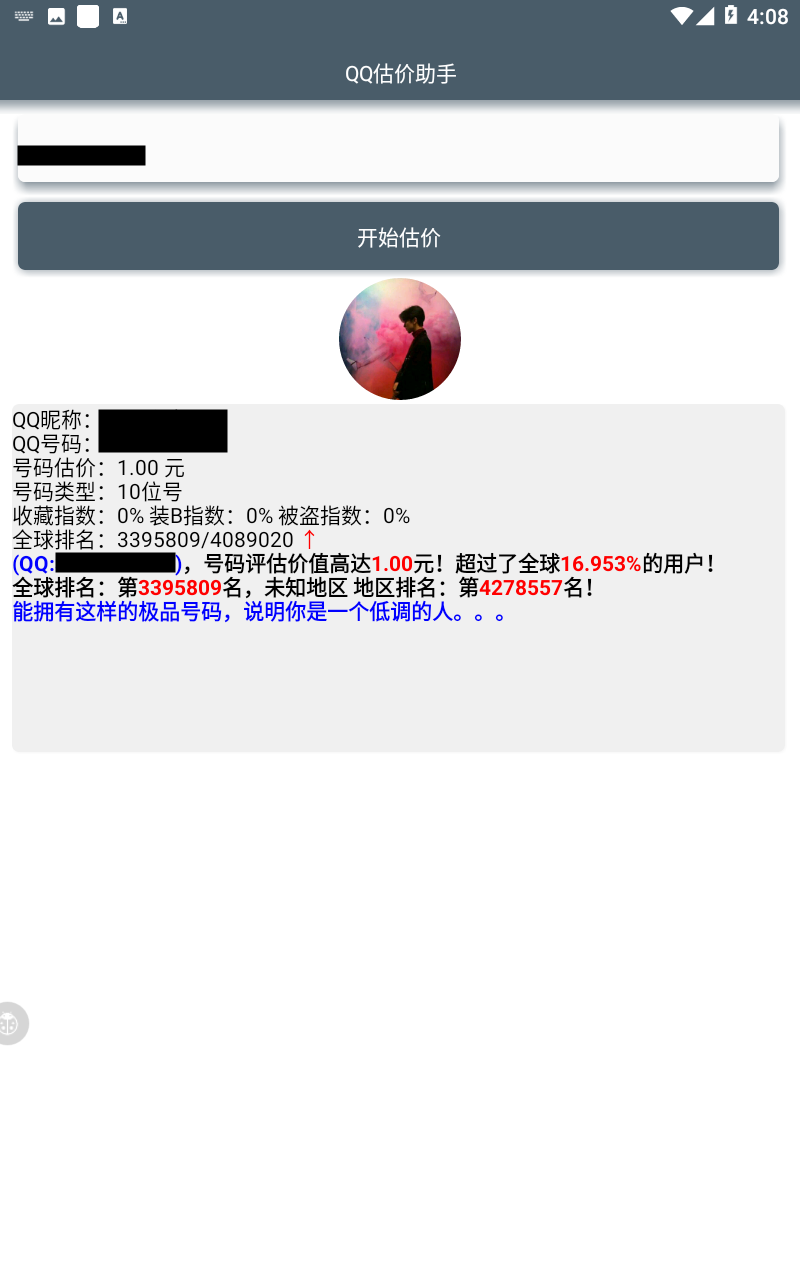 4:08
QQ估价助手
开始估价
QQ昵称：
QQ号码：
号码估价：1.00 元
号码类型：10位号
收藏指数：0% 装B指数：0% 被盗指数：0%
全球排名：3395809/4089020 ↑
(QQ:)，号码评估价值高达1.00元！超过了全球16.953%的用户！
全球排名：第3395809名，未知地区 地区排名：第4278557名！
能拥有这样的极品号码，说明你是一个低调的人。。。